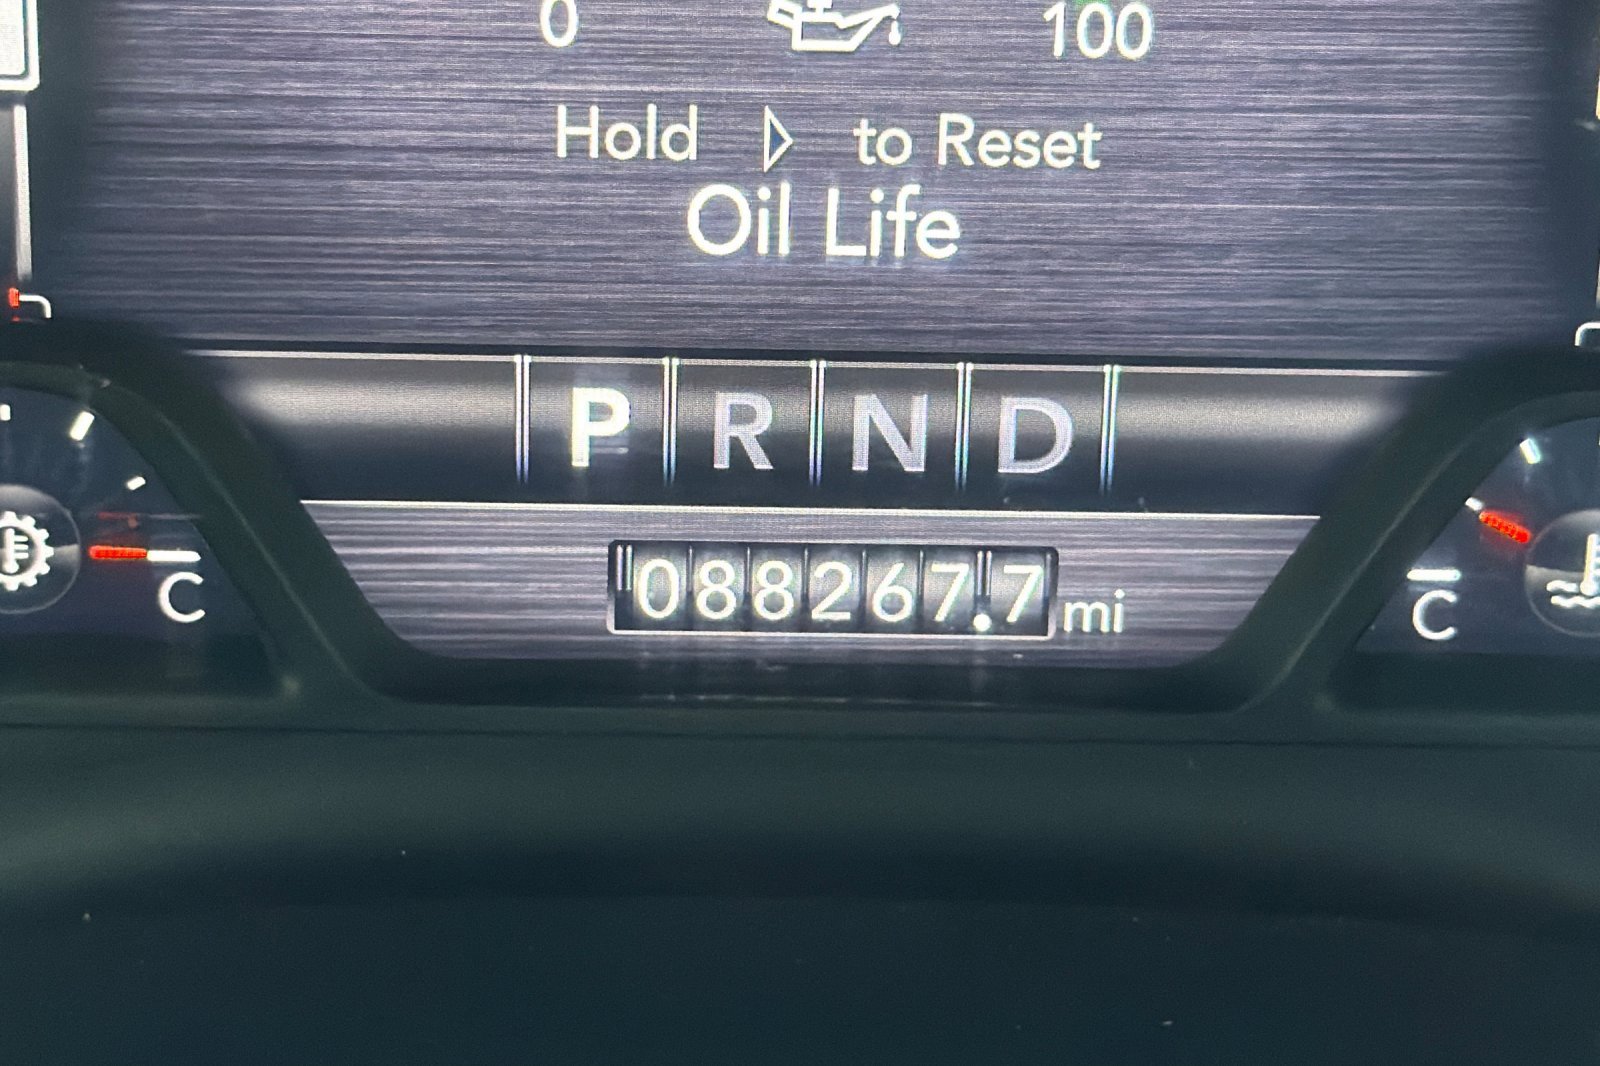 0 100
Hold to Reset
Oil Life
P R N D
088267.7 mi
C
C